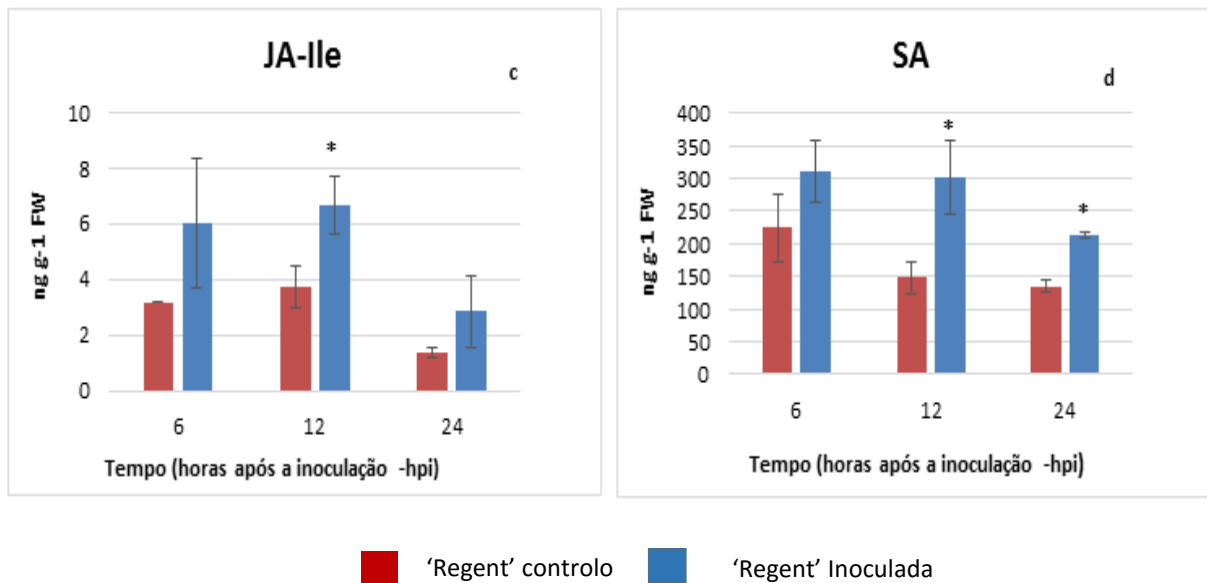 JA-Ile
c
10
8
6
4
2
0
ng g-1 FW
*
6 12 24
Tempo (horas após a inoculação -hpi)
SA
d
400
350
300
250
200
150
100
50
0
ng g-1 FW
*
*
6 12 24
Tempo (horas após a inoculação -hpi)
‘Regent’ controlo ‘Regent’ Inoculada